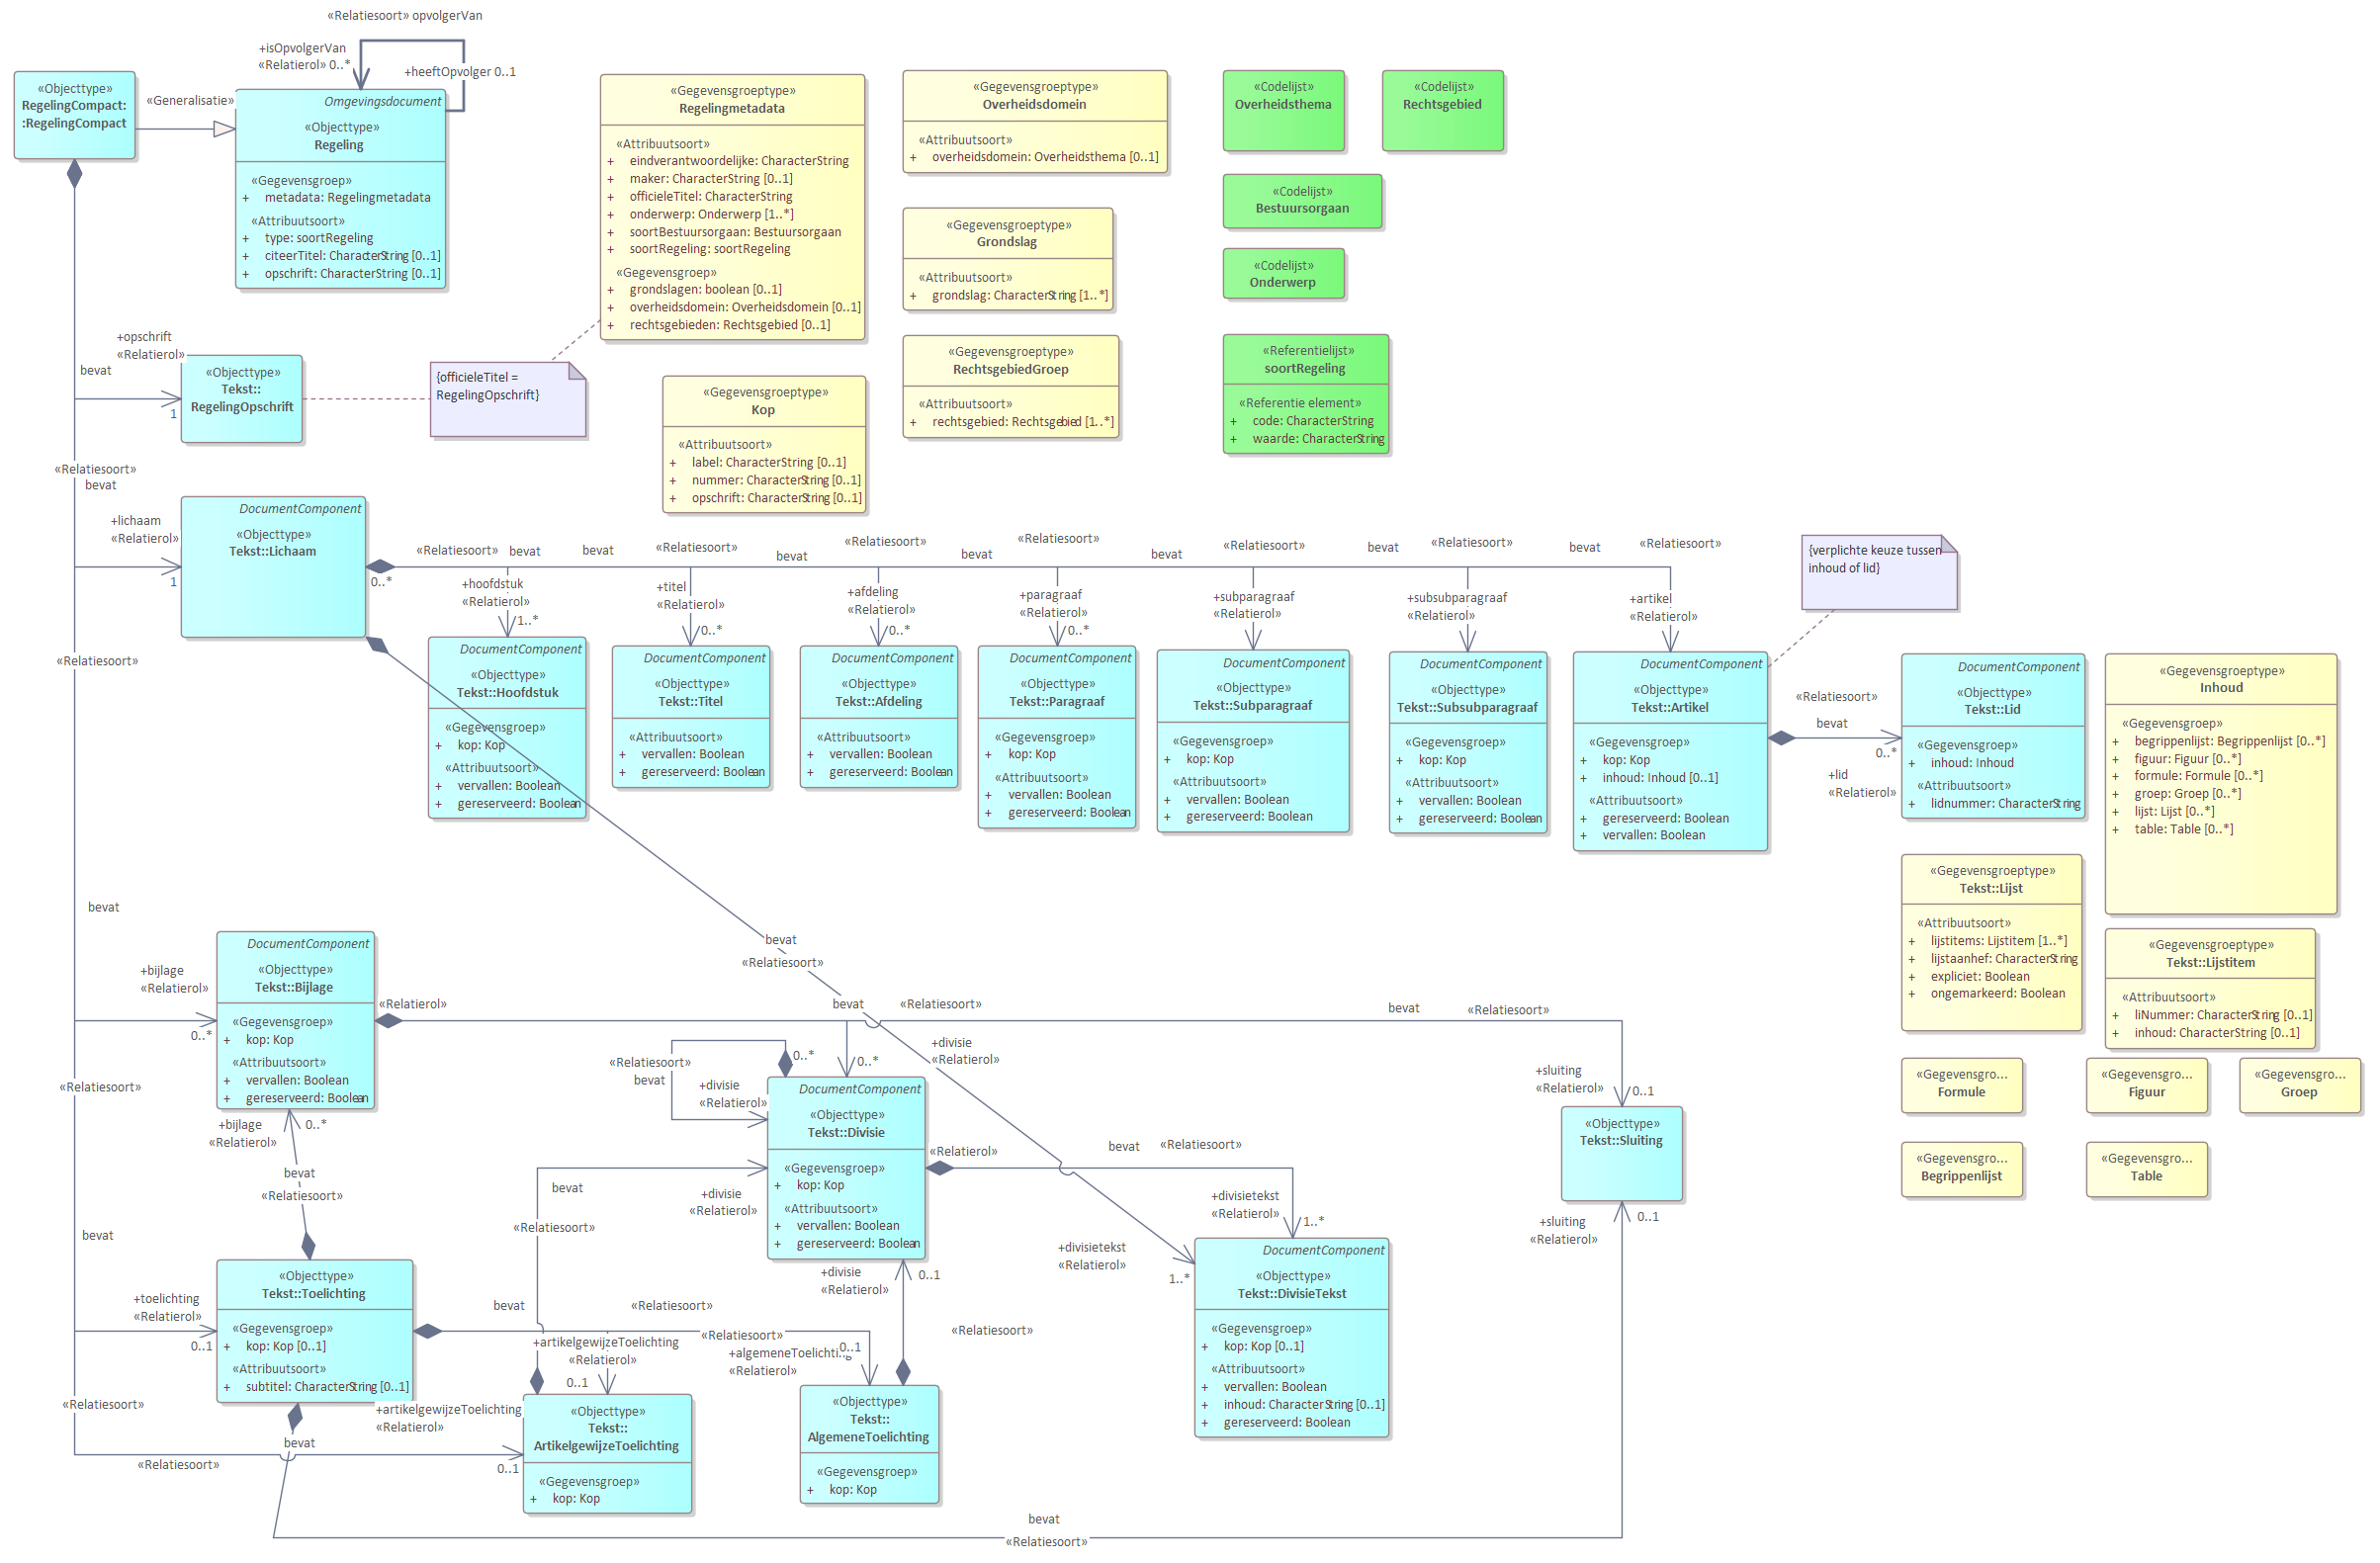 «Relatiesoort» opvolgerVan
+isOpvolgerVan
«Relatierol» 0..*
+heeftOpvolger 0..1
«Objecttype»
RegelingCompact:
:RegelingCompact
«Generalisatie»
Omgevingsdocument
«Objecttype»
Regeling
«Gegevensgroep»
+ metadata: Regelingmetadata
«Attribuutsoort»
+ type: soortRegeling
+ citeerTitel: CharacterString [0..1]
+ opschrift: CharacterString [0..1]
«Gegevensgroeptype»
Regelingmetadata
«Attribuutsoort»
+ eindverantwoordelijke: CharacterString
+ maker: CharacterString [0..1]
+ officieleTitel: CharacterString
+ onderwerp: Onderwerp [1..*]
+ soortBestuursorgaan: Bestuursorgaan
+ soortRegeling: soortRegeling
«Gegevensgroep»
+ grondslagen: boolean [0..1]
+ overheidsdomein: Overheidsdomein [0..1]
+ rechtsgebieden: Rechtsgebied [0..1]
«Gegevensgroeptype»
Overheidsdomein
«Attribuutsoort»
+ overheidsdomein: Overheidsthema [0..1]
«Gegevensgroeptype»
Grondslag
«Attribuutsoort»
+ grondslag: CharacterString [1..*]
«Gegevensgroeptype»
RechtsgebiedGroep
«Attribuutsoort»
+ rechtsgebied: Rechtsgebied [1..*]
«Codelijst»
Overheidsthema
«Codelijst»
Rechtsgebied
«Codelijst»
Bestuursorgaan
«Codelijst»
Onderwerp
«Referentielijst»
soortRegeling
«Referentie element»
+ code: CharacterString
+ waarde: CharacterString
+opschrift
«Relatierol»
bevat
1
«Objecttype»
Tekst::
RegelingOpschrift
{officieleTitel =
RegelingOpschrift}
«Gegevensgroeptype»
Kop
«Attribuutsoort»
+ label: CharacterString [0..1]
+ nummer: CharacterString [0..1]
+ opschrift: CharacterString [0..1]
«Relatiesoort»
bevat
+lichaam
«Relatierol»
1
DocumentComponent
«Objecttype»
Tekst::Lichaam
0..*
«Relatiesoort»
bevat
bevat
«Relatiesoort»
bevat
«Relatiesoort»
bevat
«Relatiesoort»
bevat
«Relatiesoort»
bevat
«Relatiesoort»
bevat
«Relatiesoort»
+hoofdstuk
«Relatierol»
1..*
+titel
«Relatierol»
0..*
+afdeling
«Relatierol»
0..*
+paragraaf
«Relatierol»
0..*
+subparagraaf
«Relatierol»
+subsubparagraaf
«Relatierol»
+artikel
«Relatierol»
{verplichte keuze tussen
inhoud of lid}
«Relatiesoort»
DocumentComponent
«Objecttype»
Tekst::Hoofdstuk
«Gegevensgroep»
+ kop: Kop
«Attribuutsoort»
+ vervallen: Boolean
+ gereserveerd: Boolean
DocumentComponent
«Objecttype»
Tekst::Titel
«Attribuutsoort»
+ vervallen: Boolean
+ gereserveerd: Boolean
DocumentComponent
«Objecttype»
Tekst::Afdeling
«Attribuutsoort»
+ vervallen: Boolean
+ gereserveerd: Boolean
DocumentComponent
«Objecttype»
Tekst::Paragraaf
«Gegevensgroep»
+ kop: Kop
«Attribuutsoort»
+ vervallen: Boolean
+ gereserveerd: Boolean
DocumentComponent
«Objecttype»
Tekst::Subparagraaf
«Gegevensgroep»
+ kop: Kop
«Attribuutsoort»
+ vervallen: Boolean
+ gereserveerd: Boolean
DocumentComponent
«Objecttype»
Tekst::Subsubparagraaf
«Gegevensgroep»
+ kop: Kop
«Attribuutsoort»
+ vervallen: Boolean
+ gereserveerd: Boolean
DocumentComponent
«Objecttype»
Tekst::Artikel
«Gegevensgroep»
+ kop: Kop
+ inhoud: Inhoud [0..1]
«Attribuutsoort»
+ gereserveerd: Boolean
+ vervallen: Boolean
«Relatiesoort»
bevat
0..*
+lid
«Relatierol»
DocumentComponent
«Objecttype»
Tekst::Lid
«Gegevensgroep»
+ inhoud: Inhoud
«Attribuutsoort»
+ lidnummer: CharacterString
«Gegevensgroeptype»
Inhoud
«Gegevensgroep»
+ begrippenlijst: Begrippenlijst [0..*]
+ figuur: Figuur [0..*]
+ formule: Formule [0..*]
+ groep: Groep [0..*]
+ lijst: Lijst [0..*]
+ table: Table [0..*]
«Gegevensgroeptype»
Tekst::Lijst
«Attribuutsoort»
+ lijstitems: Lijstitem [1..*]
+ lijstaanhef: CharacterString
+ expliciet: Boolean
+ ongemarkeerd: Boolean
«Gegevensgroeptype»
Tekst::Lijstitem
«Attribuutsoort»
+ liNummer: CharacterString [0..1]
+ inhoud: CharacterString [0..1]
«Gegevensgro...
Formule
«Gegevensgro...
Figuur
«Gegevensgro...
Groep
«Gegevensgro...
Begrippenlijst
«Gegevensgro...
Table
bevat
+bijlage
«Relatierol»
0..*
DocumentComponent
«Objecttype»
Tekst::Bijlage
«Gegevensgroep»
+ kop: Kop
«Attribuutsoort»
+ vervallen: Boolean
+ gereserveerd: Boolean
«Relatierol»
bevat
«Relatiesoort»
bevat
«Relatiesoort»
bevat
«Relatiesoort»
+divisie
«Relatierol»
0..*
0..*
«Relatiesoort»
bevat
+divisie
«Relatierol»
DocumentComponent
«Objecttype»
Tekst::Divisie
«Gegevensgroep»
+ kop: Kop
«Attribuutsoort»
+ vervallen: Boolean
+ gereserveerd: Boolean
«Relatierol»
bevat
«Relatiesoort»
+divisietekst
«Relatierol»
1..*
+divisietekst
«Relatierol»
1..*
+sluiting
«Relatierol»
0..1
«Objecttype»
Tekst::Sluiting
+sluiting
«Relatierol»
0..1
«Relatiesoort»
+bijlage
«Relatierol»
0..*
bevat
«Relatiesoort»
bevat
+divisie
«Relatierol»
«Relatiesoort»
bevat
+toelichting
«Relatierol»
0..1
«Objecttype»
Tekst::Toelichting
«Gegevensgroep»
+ kop: Kop [0..1]
«Attribuutsoort»
+ subtitel: CharacterString [0..1]
bevat
«Relatiesoort»
+divisie
«Relatierol»
0..1
«Relatiesoort»
«Relatiesoort»
+artikelgewijzeToelichting
«Relatierol»
0..1
+algemeneToelichting
«Relatierol»
0..1
DocumentComponent
«Objecttype»
Tekst::DivisieTekst
«Gegevensgroep»
+ kop: Kop [0..1]
«Attribuutsoort»
+ vervallen: Boolean
+ inhoud: CharacterString [0..1]
+ gereserveerd: Boolean
«Relatiesoort»
+artikelgewijzeToelichting
«Relatierol»
«Objecttype»
Tekst::
ArtikelgewijzeToelichting
«Gegevensgroep»
+ kop: Kop
«Objecttype»
Tekst::
AlgemeneToelichting
«Gegevensgroep»
+ kop: Kop
bevat
«Relatiesoort»
0..1
bevat
«Relatiesoort»